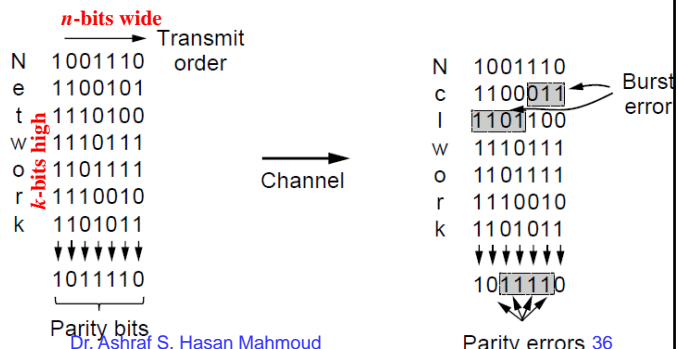 n-bits wide
Transmit order
k-bits high
N 1001110
e 1100101
t 1110100
w 1110111
o 1101111
r 1110010
k 1101011
1011110
Parity bits
Channel
N 1001110
c 1100011
l 1101100
w 1110111
o 1101111
r 1110010
k 1101011
1011110
Burst error
Parity errors
Dr. Ashraf S. Hasan Mahmoud
36